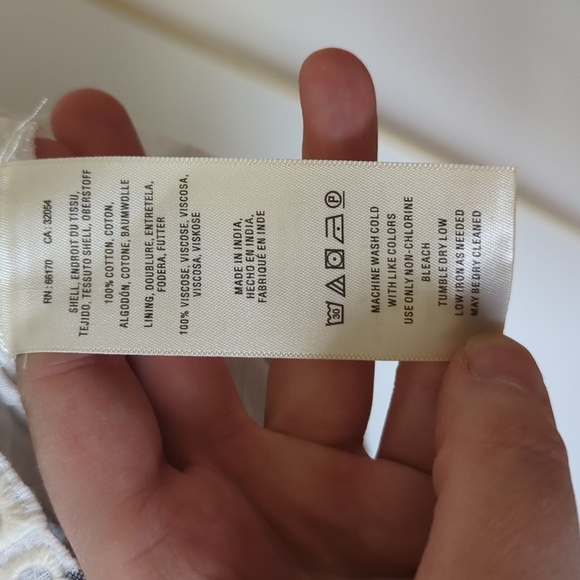 RN: 66170 CA: 32054
SHELL, ENDROIT DU TISSU,
TEJIDO, TESSUTO SHELL, OBERSTOFF
100% COTTON, COTON,
ALGODÓN, COTONE, BAUMWOLLE
LINING, DOUBLURE, ENTRETELA,
FODERA, FUTTER
100% VISCOSE, VISCOSE, VISCOSA,
VISCOSA, VISKOSE
MADE IN INDIA,
HECHO EN INDIA,
FABRIQUÉ EN INDE
30 P
MACHINE WASH COLD
WITH LIKE COLORS
USE ONLY NON-CHLORINE
BLEACH
TUMBLE DRY LOW
LOW IRON AS NEEDED
MAY BE DRY CLEANED